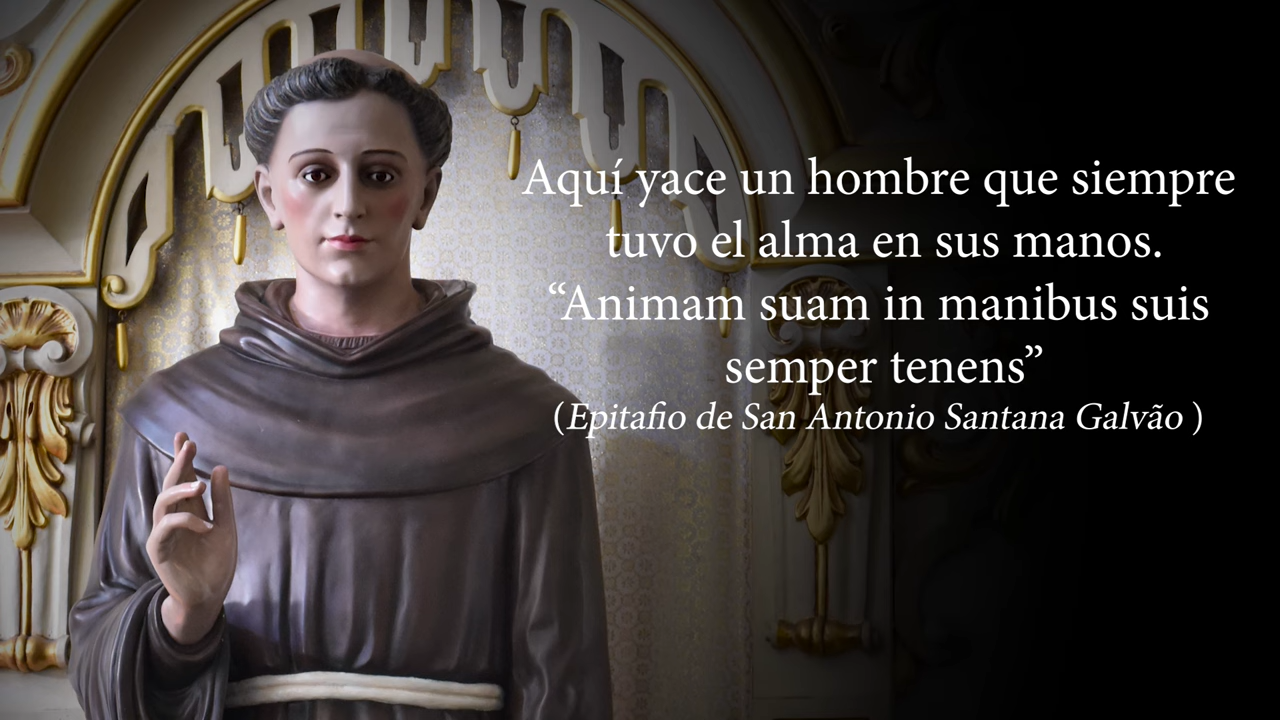 Aquí yace un hombre que siempre
tuvo el alma en sus manos.
“Animam suam in manibus suis
semper tenens”
(Epitafio de San Antonio Santana Galvão )